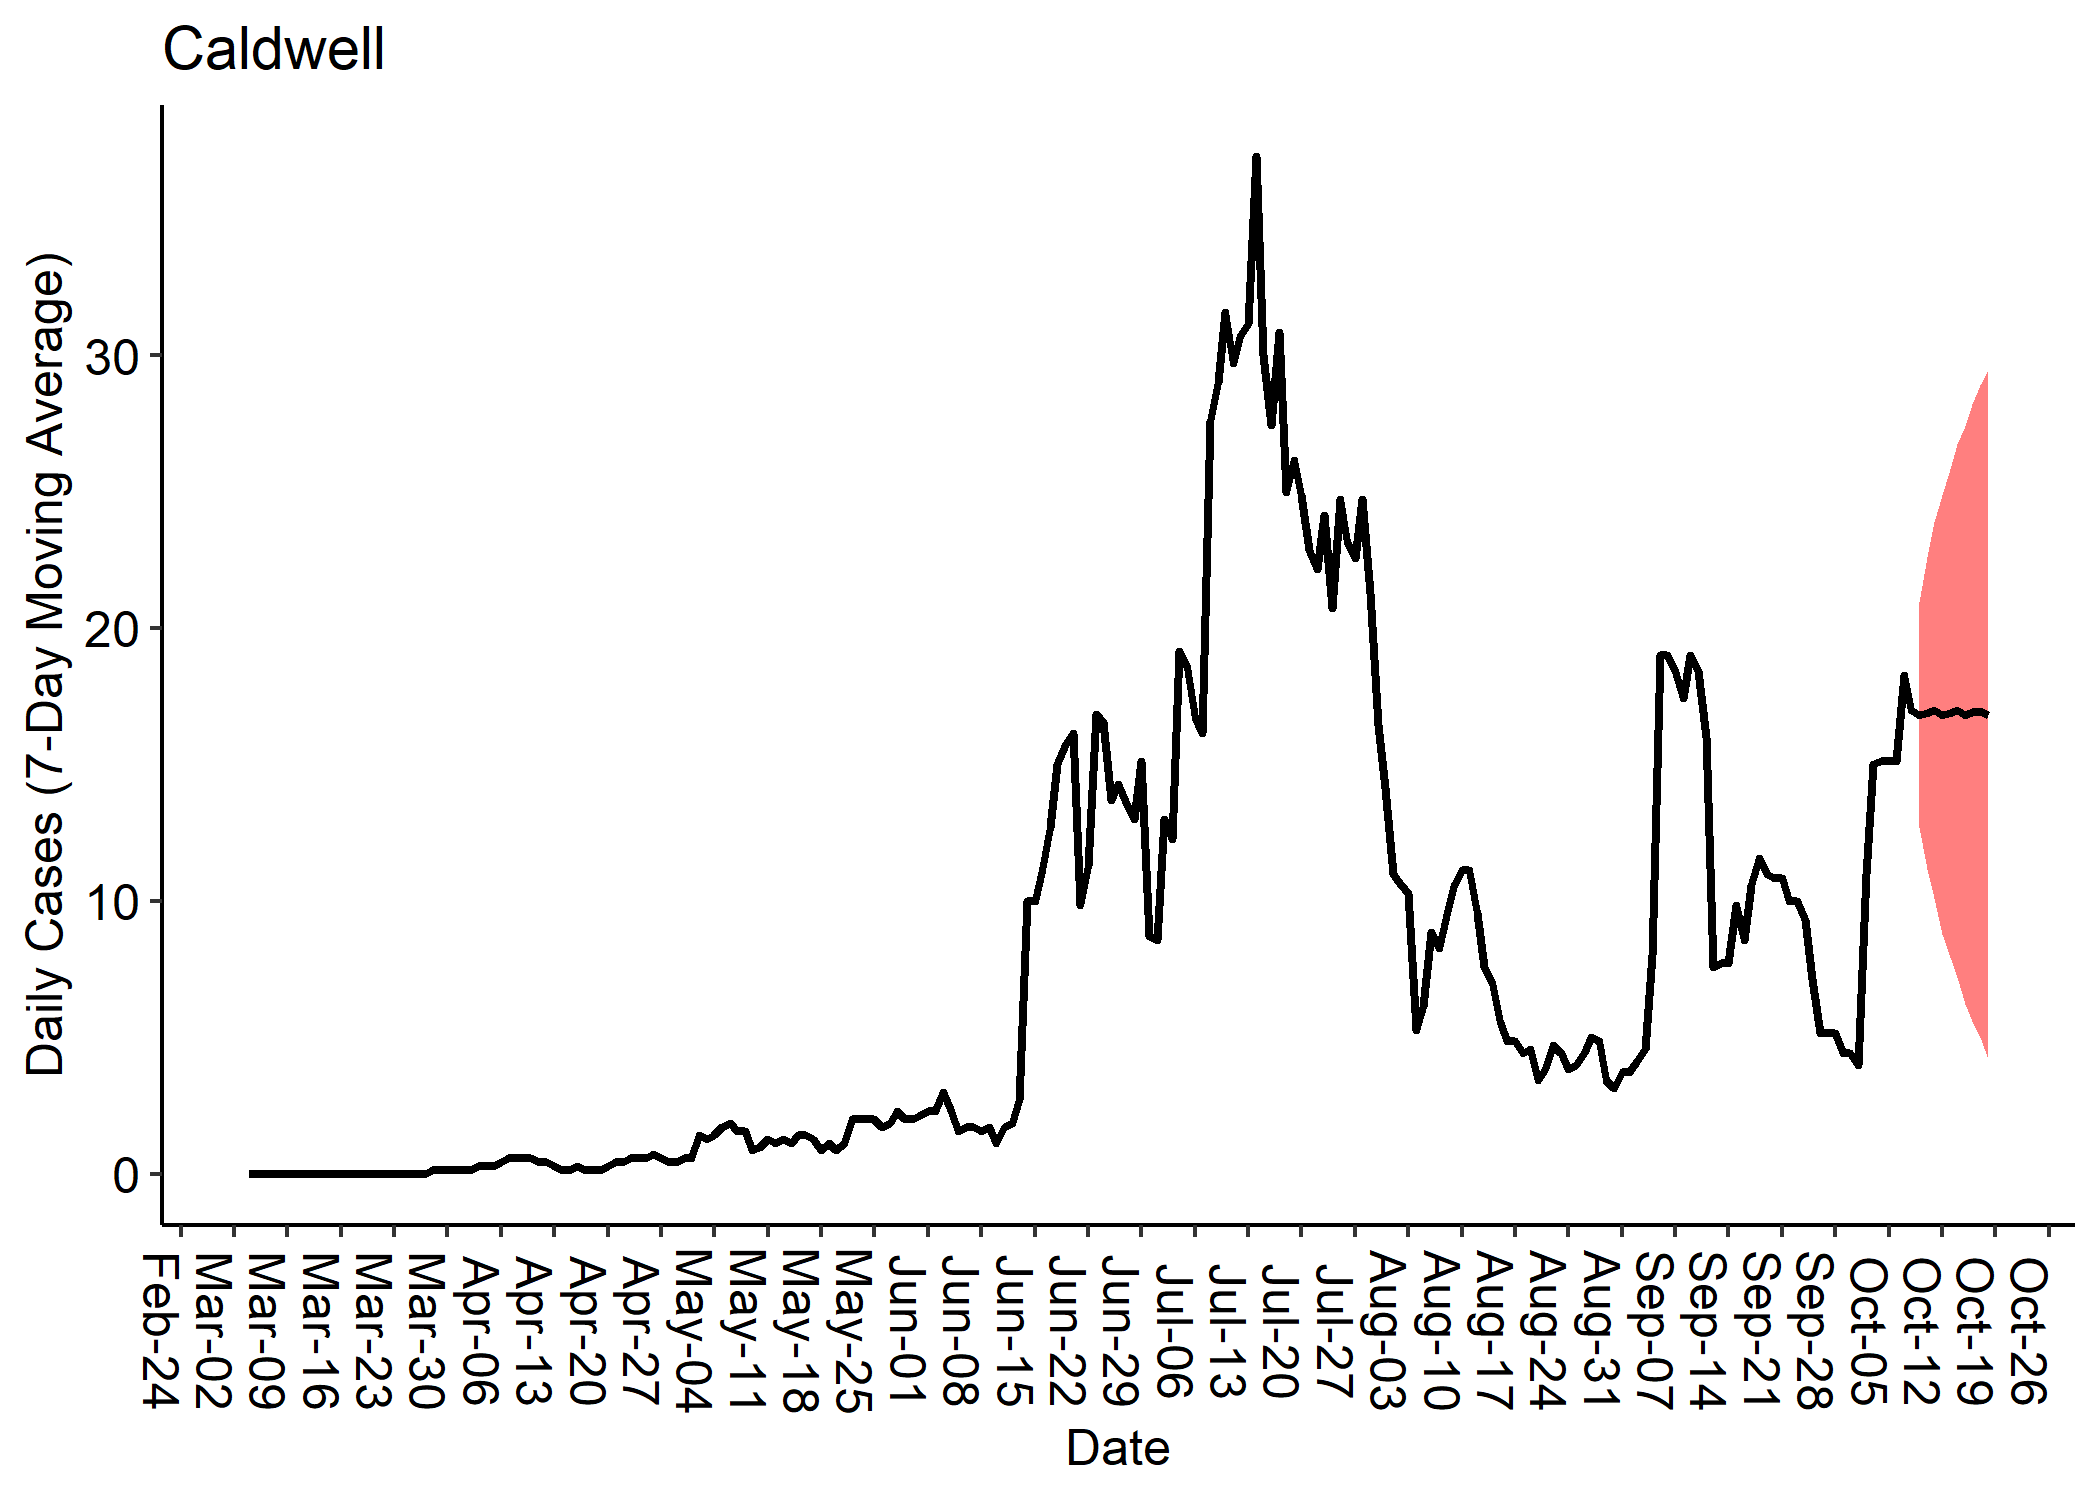 Caldwell
Daily Cases (7-Day Moving Average)
30
20
10
0
Feb-24
Mar-02
Mar-09
Mar-16
Mar-23
Mar-30
Apr-06
Apr-13
Apr-20
Apr-27
May-04
May-11
May-18
May-25
Jun-01
Jun-08
Jun-15
Jun-22
Jun-29
Jul-06
Jul-13
Jul-20
Jul-27
Aug-03
Aug-10
Aug-17
Aug-24
Aug-31
Sep-07
Sep-14
Sep-21
Sep-28
Oct-05
Oct-12
Oct-19
Oct-26
Date